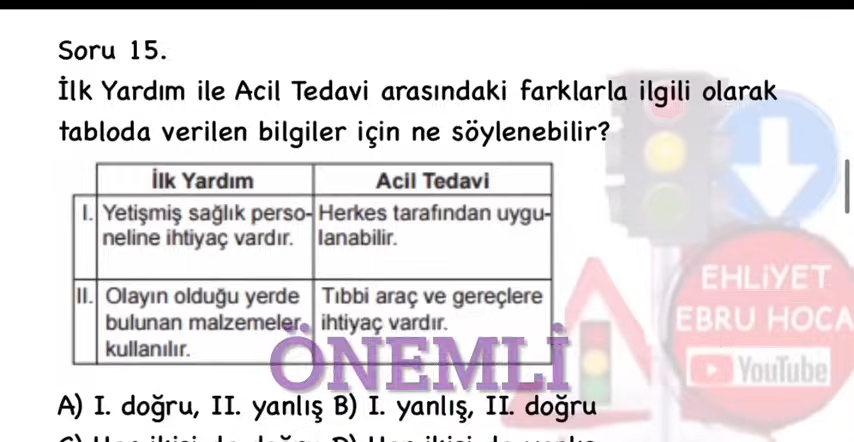 Soru 15.
İlk Yardım ile Acil Tedavi arasındaki farklarla ilgili olarak
tabloda verilen bilgiler için ne söylenebilir?
İlk Yardım Acil Tedavi
I. Yetişmiş sağlık perso- Herkes tarafından uygu-
neline ihtiyaç vardır. lanabilir.
II. Olayın olduğu yerde Tıbbi araç ve gereçlere
bulunan malzemeler ihtiyaç vardır.
kullanılır.
ÖNEMLİ
EHLİYET
EBRU HOCA
YouTube
A) I. doğru, II. yanlış B) I. yanlış, II. doğru